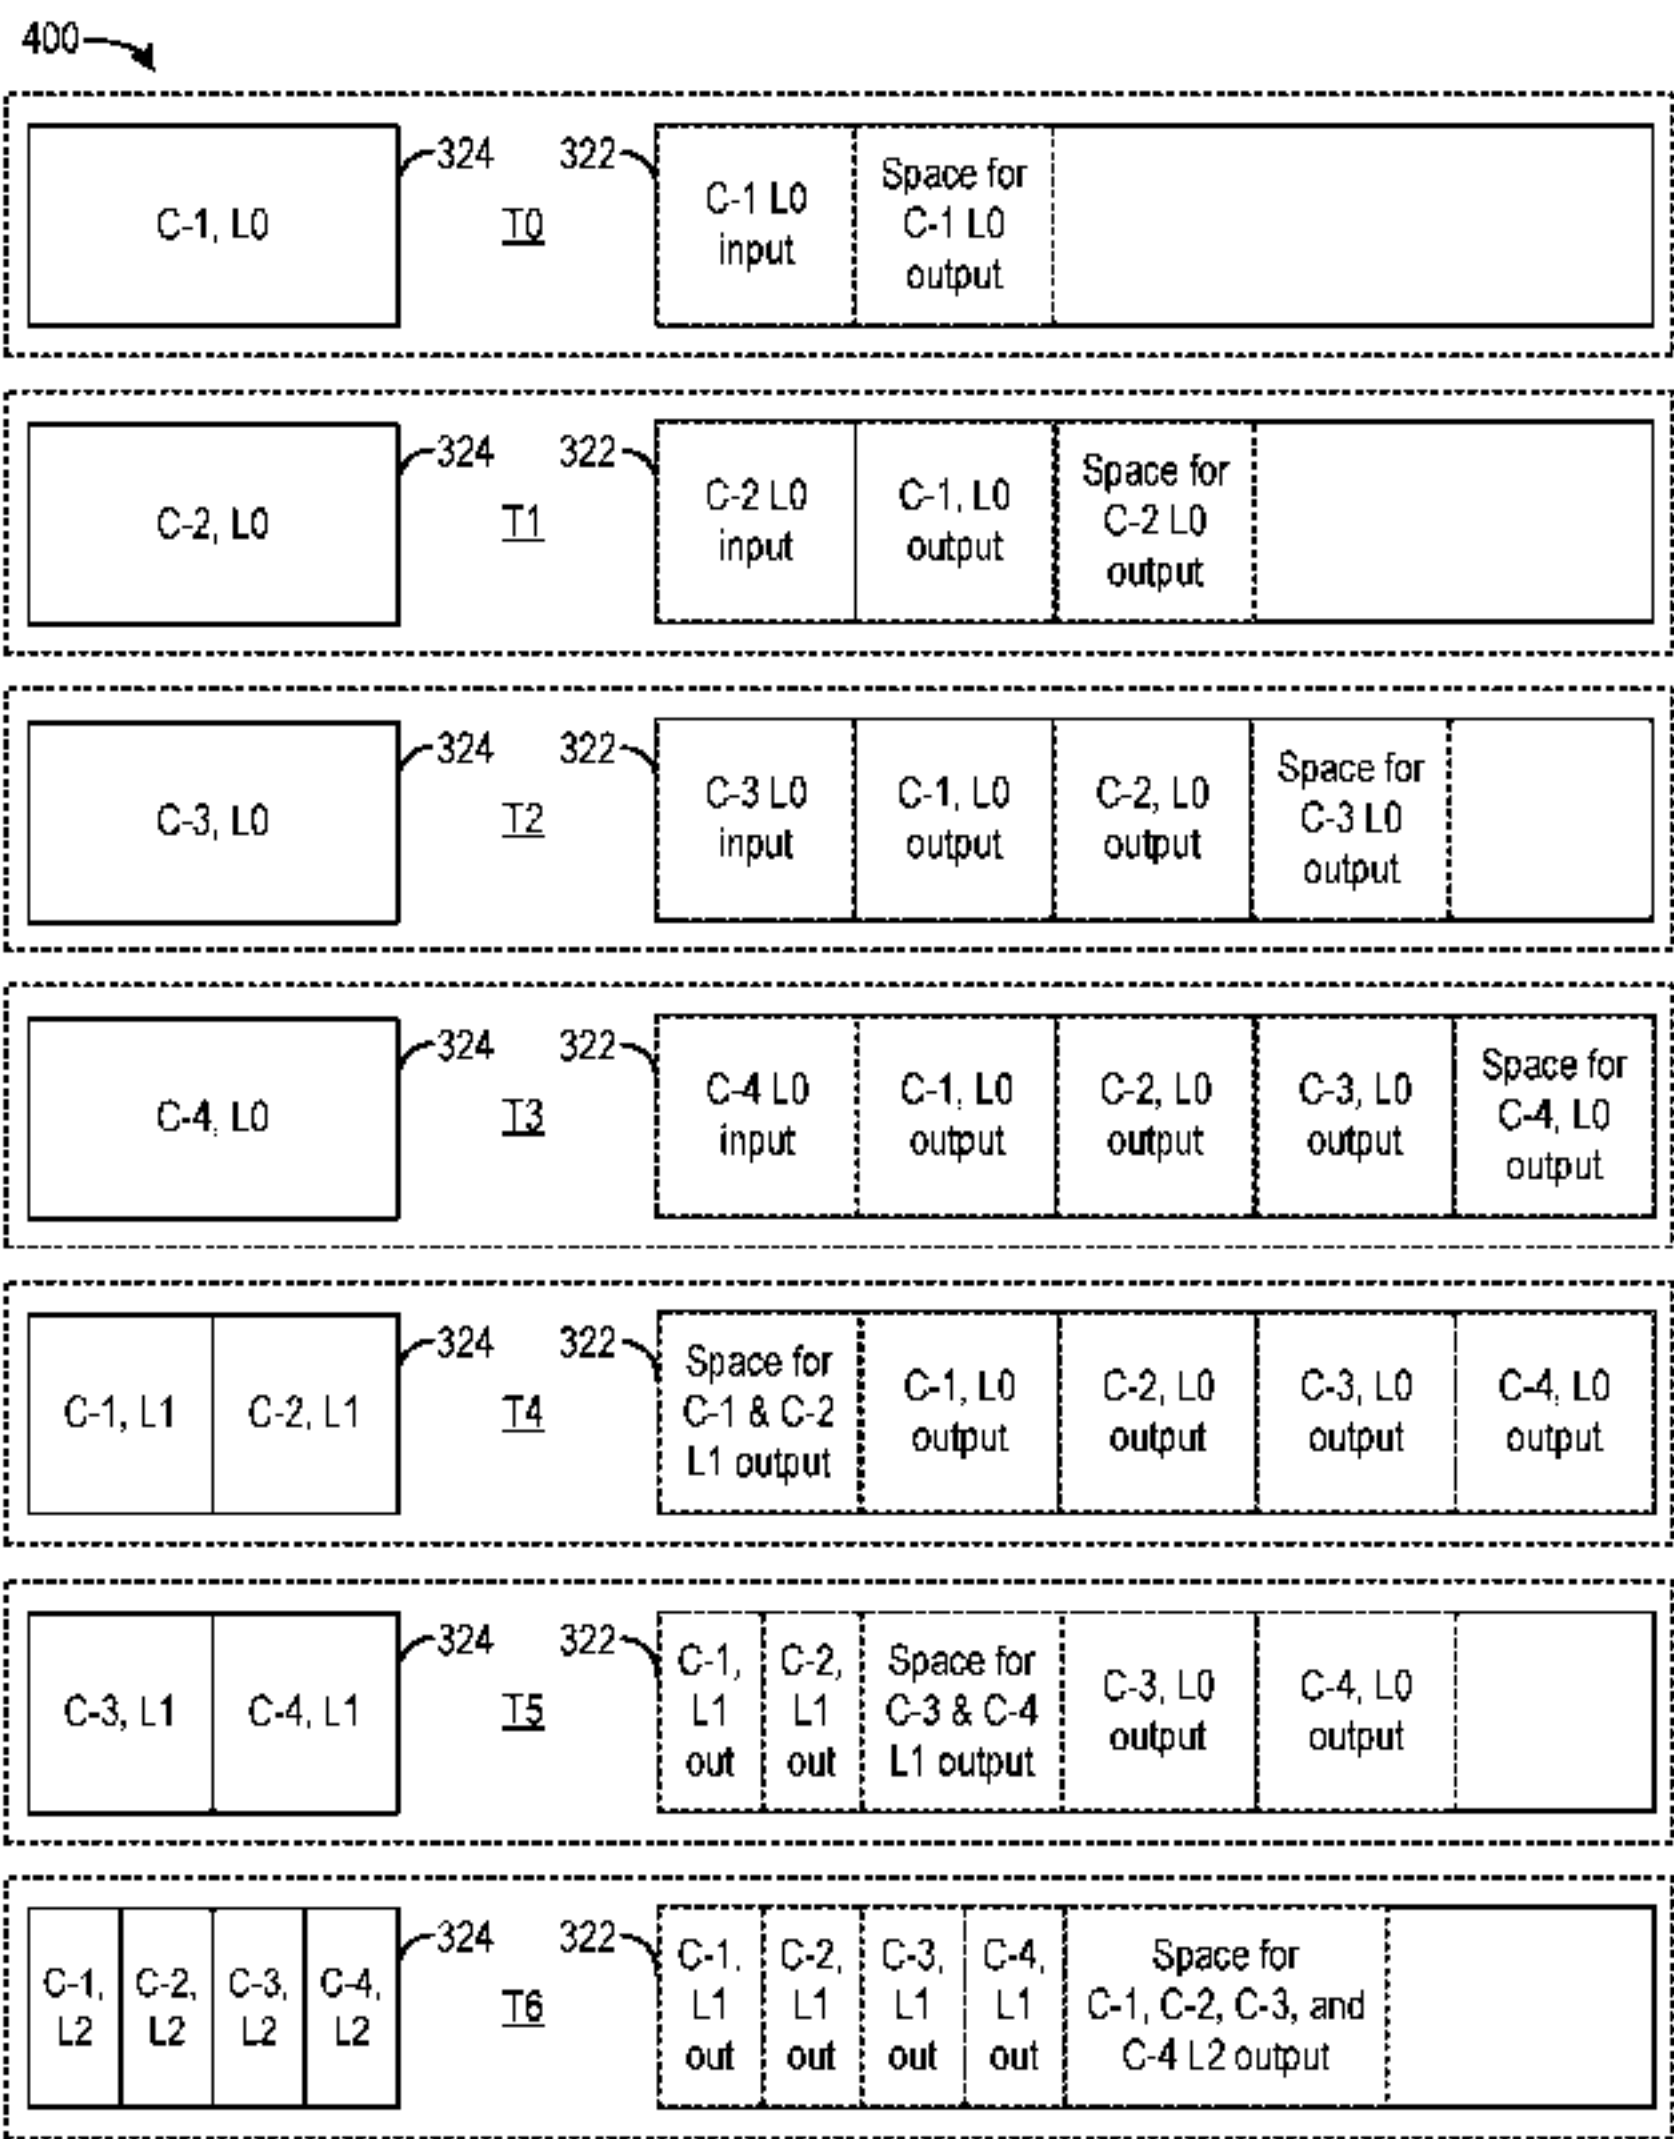 400
C-1, L0
324
T0
322
C-1 L0
input
Space for
C-1 L0
output
C-2, L0
324
T1
322
C-2 L0
input
C-1, L0
output
Space for
C-2 L0
output
C-3, L0
324
T2
322
C-3 L0
input
C-1, L0
output
C-2, L0
output
Space for
C-3 L0
output
C-4, L0
324
T3
322
C-4 L0
input
C-1, L0
output
C-2, L0
output
C-3, L0
output
Space for
C-4, L0
output
C-1, L1
C-2, L1
324
T4
322
Space for
C-1 & C-2
L1 output
C-1, L0
output
C-2, L0
output
C-3, L0
output
C-4, L0
output
C-3, L1
C-4, L1
324
T5
322
C-1,
L1
out
C-2,
L1
out
Space for
C-3 & C-4
L1 output
C-3, L0
output
C-4, L0
output
C-1,
L2
C-2,
L2
C-3,
L2
C-4,
L2
324
T6
322
C-1,
L1
out
C-2,
L1
out
C-3,
L1
out
C-4,
L1
out
Space for
C-1, C-2, C-3, and
C-4 L2 output